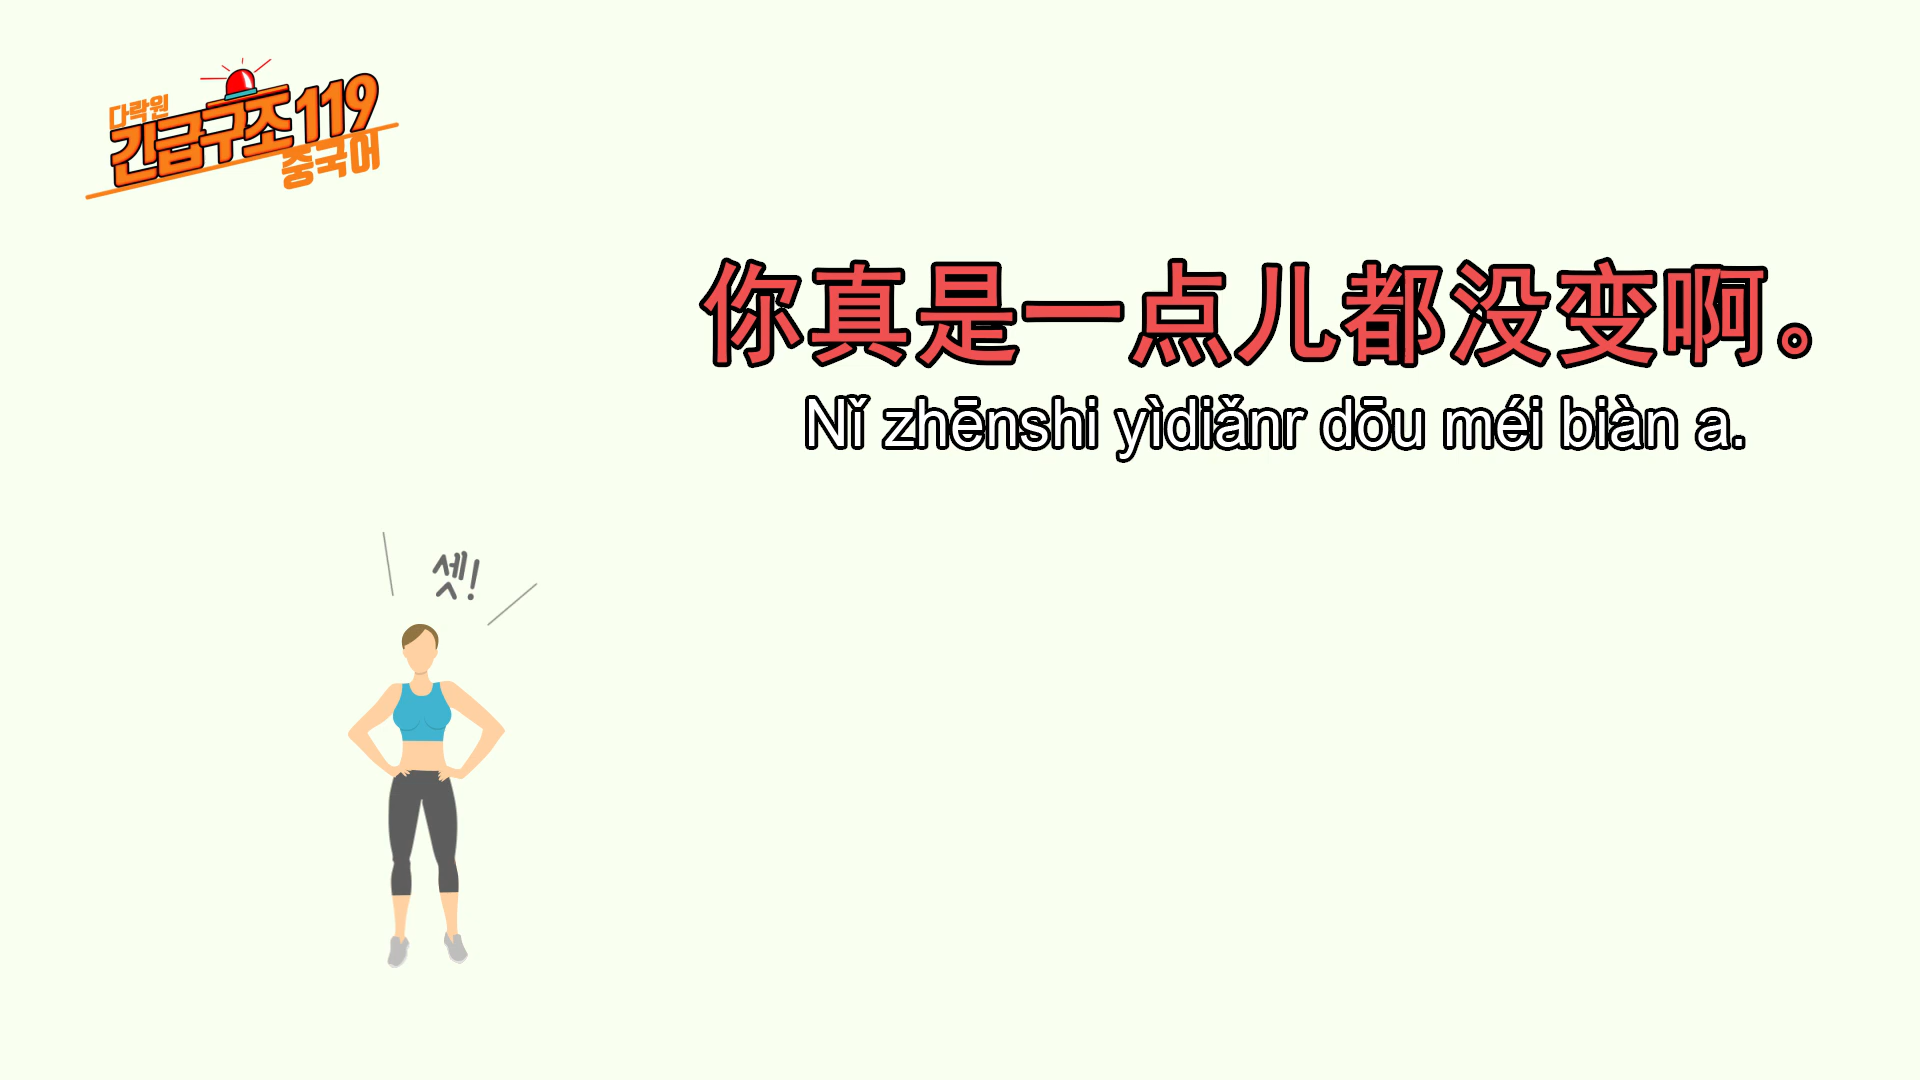 다락원
긴급구조119
중국어
你真是一点儿都没变啊。
Nǐ zhēnshi yìdiǎnr dōu méi biàn a.
셋!